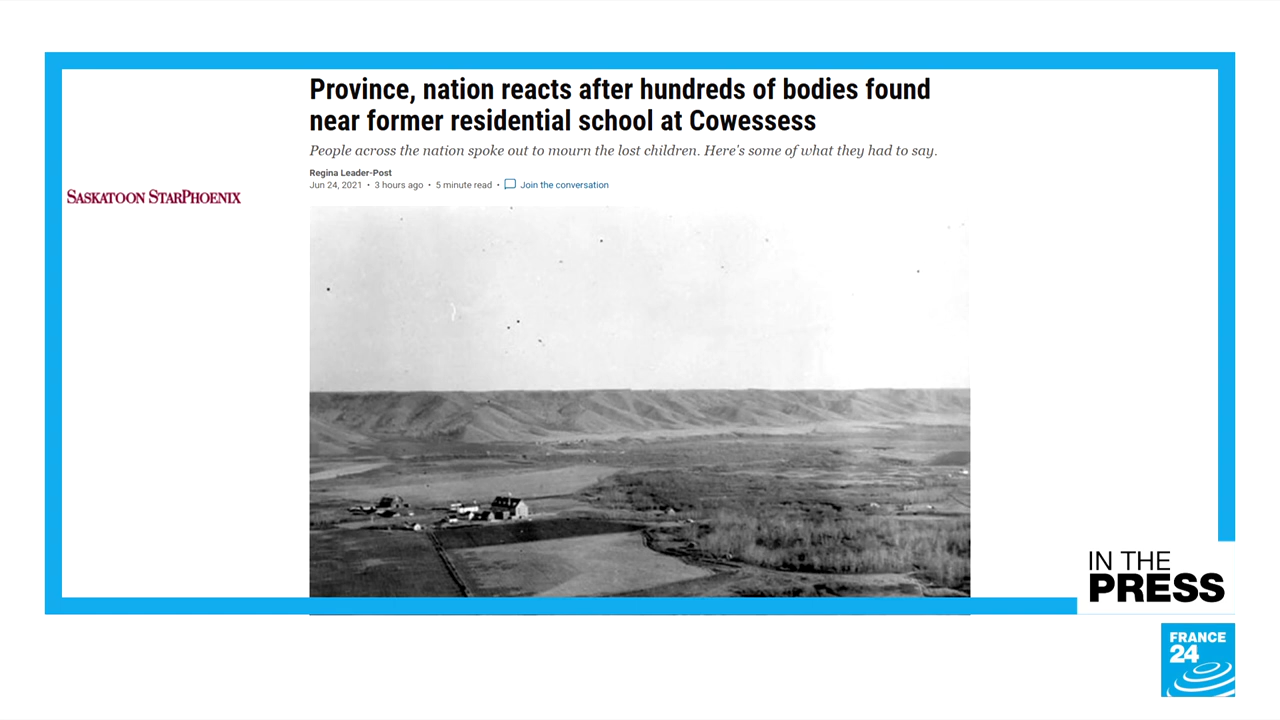 Province, nation reacts after hundreds of bodies found
near former residential school at Cowessess
People across the nation spoke out to mourn the lost children. Here's some of what they had to say.
Regina Leader-Post
Jun 24, 2021 • 3 hours ago • 5 minute read • Join the conversation
SASKATOON STARPHOENIX
IN THE
PRESS
FRANCE
24